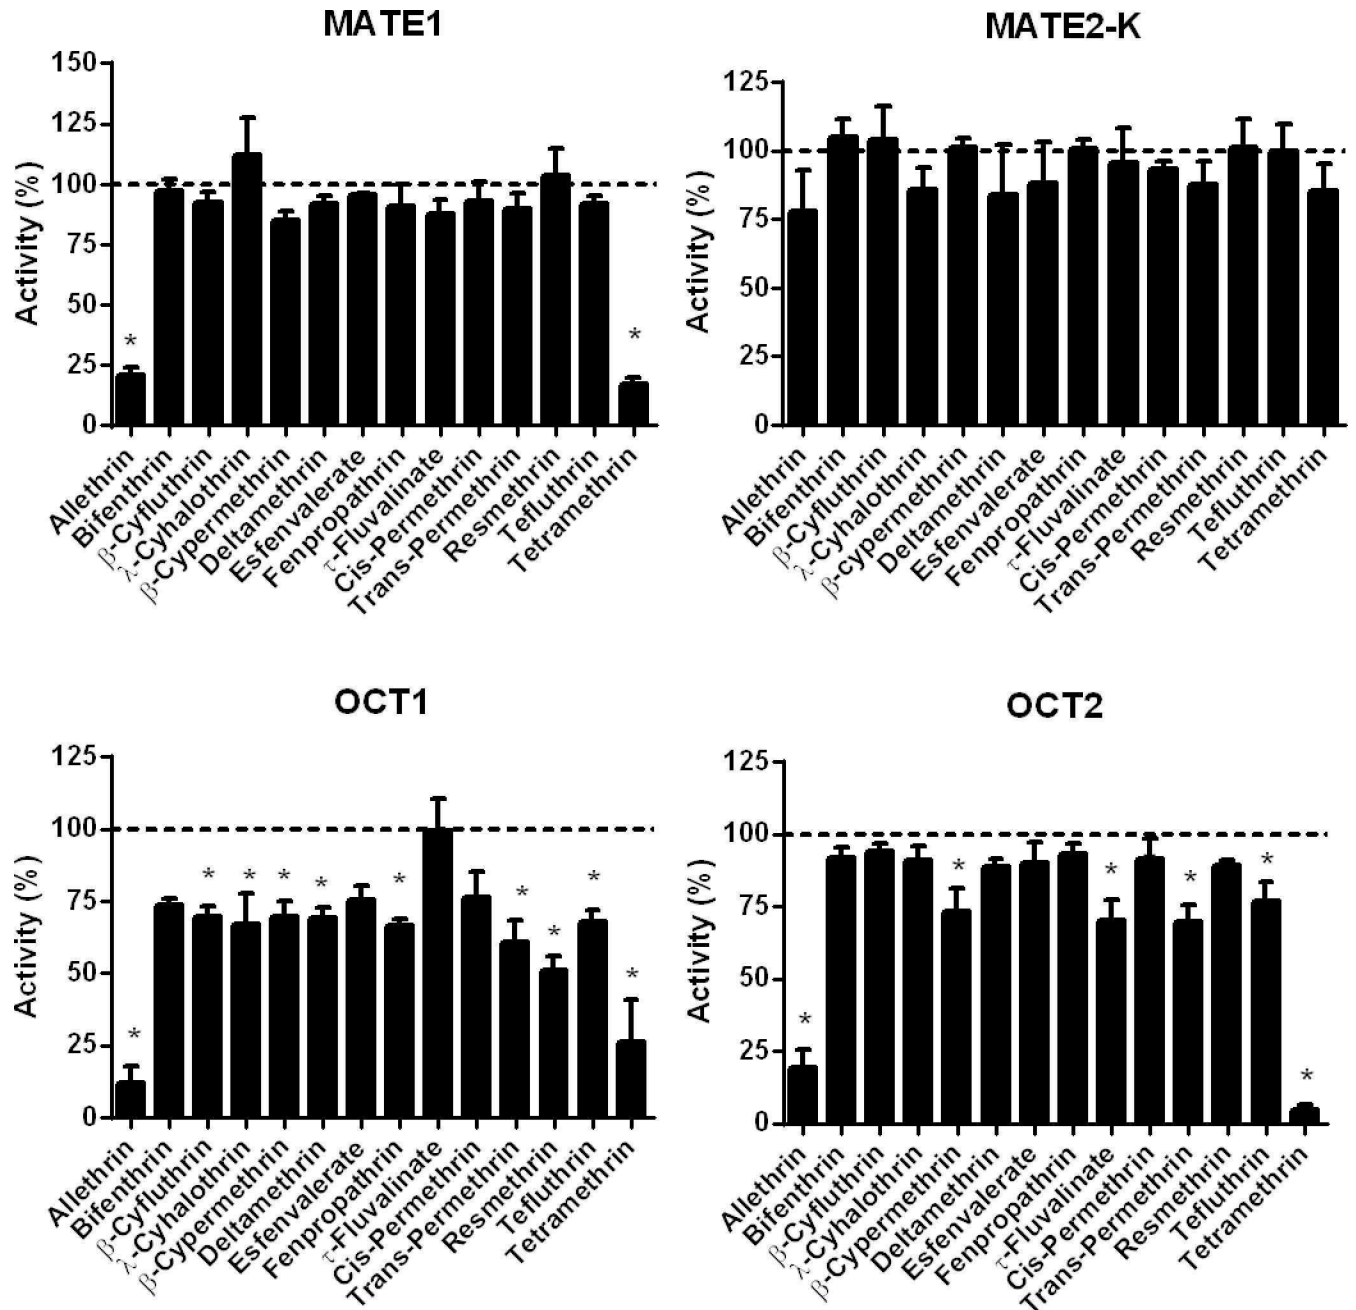 MATE1
Activity (%)
150
125
100
75
50
25
0
*
*
Allethrin
Bifenthrin
β-Cyfluthrin
λ-Cyhalothrin
β-Cypermethrin
Deltamethrin
Esfenvalerate
Fenpropathrin
τ-Fluvalinate
Cis-Permethrin
Trans-Permethrin
Resmethrin
Tefluthrin
Tetramethrin
MATE2-K
Activity (%)
125
100
75
50
25
0
Allethrin
Bifenthrin
β-Cyfluthrin
λ-Cyhalothrin
β-cypermethrin
Deltamethrin
Esfenvalerate
Fenpropathrin
τ-Fluvalinate
Cis-Permethrin
Trans-Permethrin
Resmethrin
Tefluthrin
Tetramethrin
OCT1
Activity (%)
125
100
75
50
25
0
*
*
*
*
*
*
*
*
*
*
Allethrin
Bifenthrin
β-Cyfluthrin
λ-Cyhalothrin
β-Cypermethrin
Deltamethrin
Esfenvalerate
Fenpropathrin
τ-Fluvalinate
Cis-Permethrin
Trans-Permethrin
Resmethrin
Tefluthrin
Tetramethrin
OCT2
Activity (%)
125
100
75
50
25
0
*
*
*
*
*
*
Allethrin
Bifenthrin
β-Cyfluthrin
λ-Cyhalothrin
β-Cypermethrin
Deltamethrin
Esfenvalerate
Fenpropathrin
τ-Fluvalinate
Cis-Permethrin
Trans-Permethrin
Resmethrin
Tefluthrin
Tetramethrin